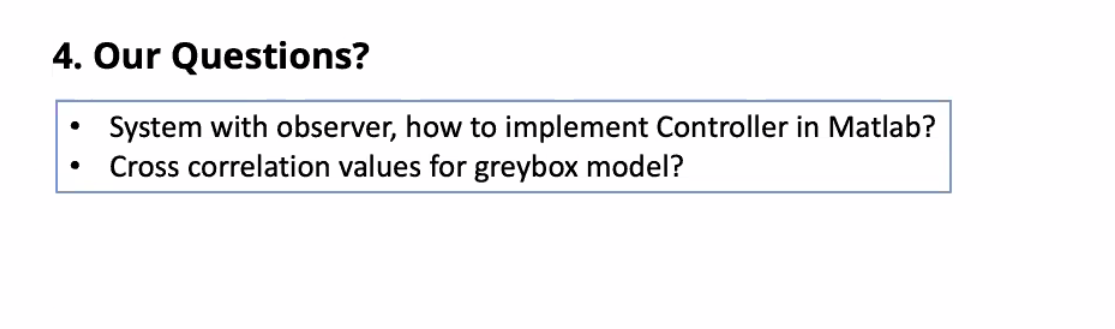 4. Our Questions?
• System with observer, how to implement Controller in Matlab?
• Cross correlation values for greybox model?